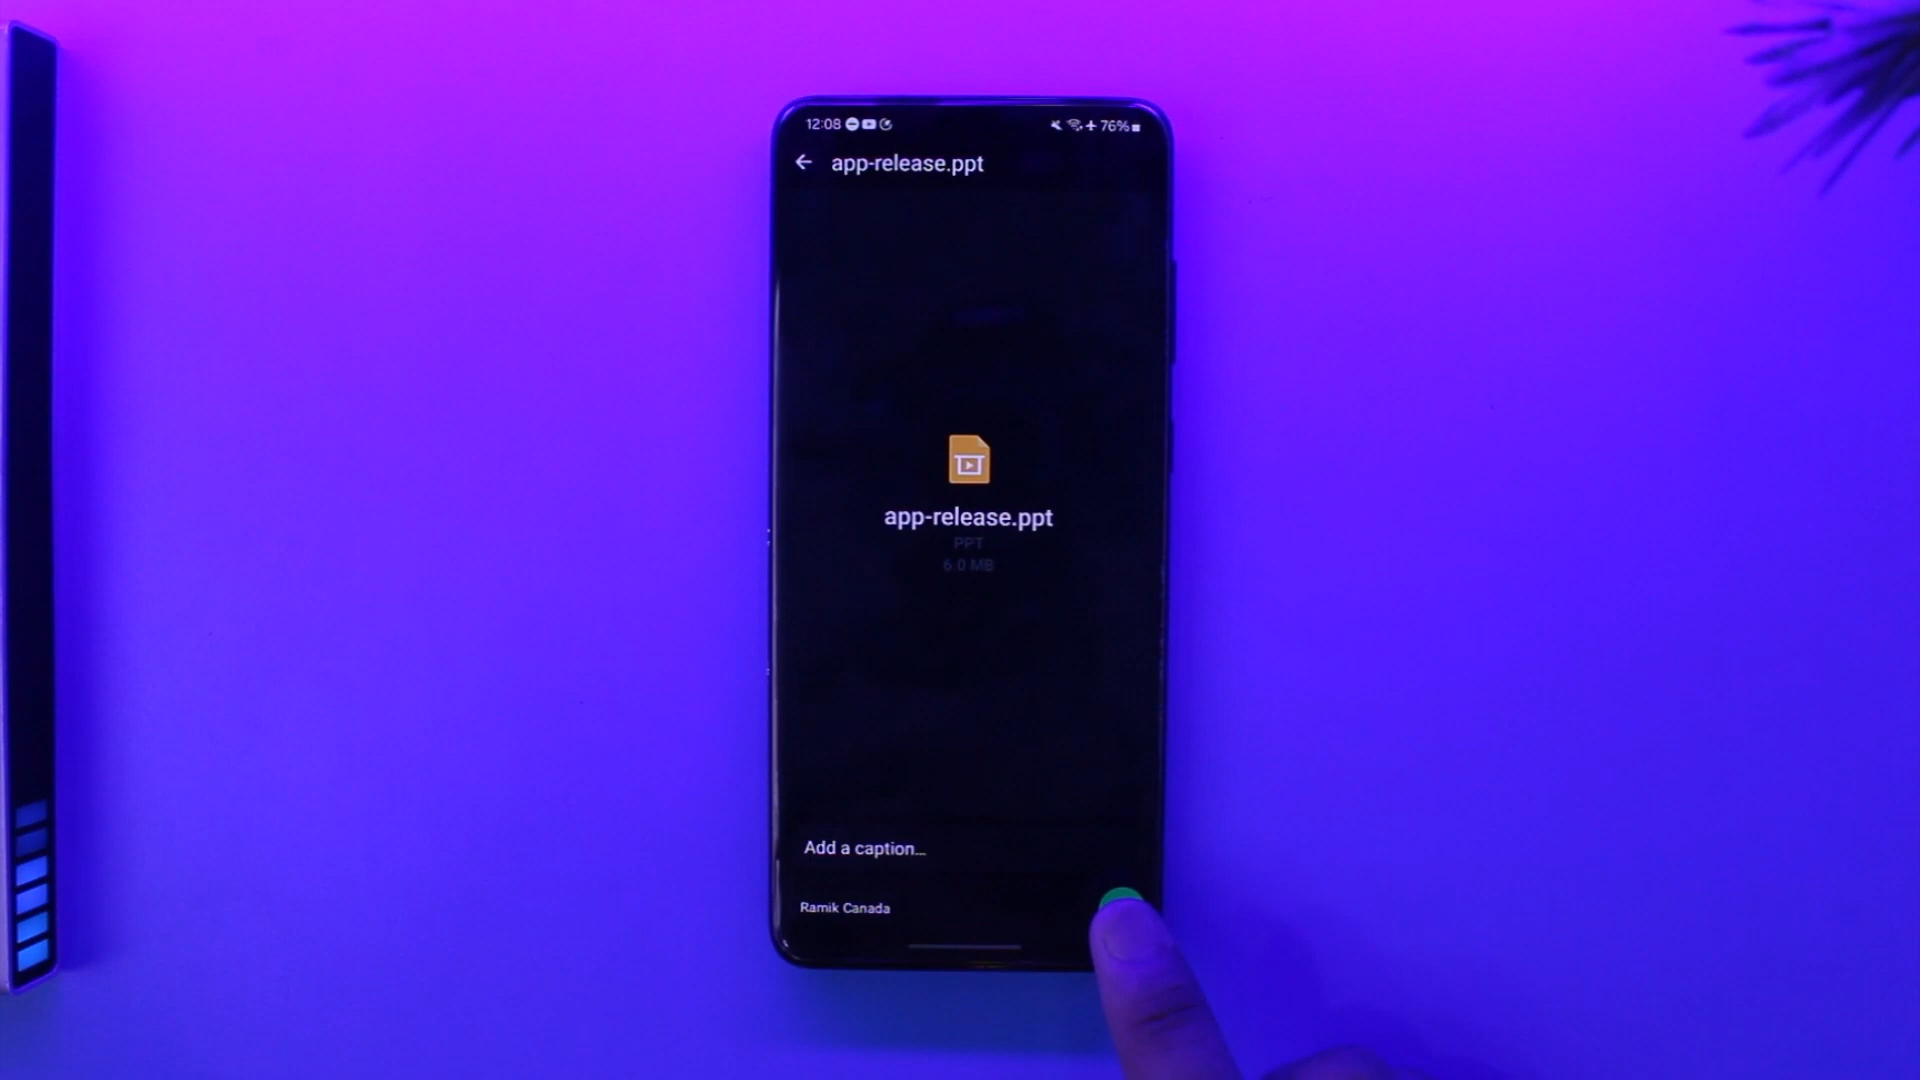 12:08 76%
app-release.ppt
app-release.ppt
PPT
6.0 MB
Add a caption...
Ramik Canada